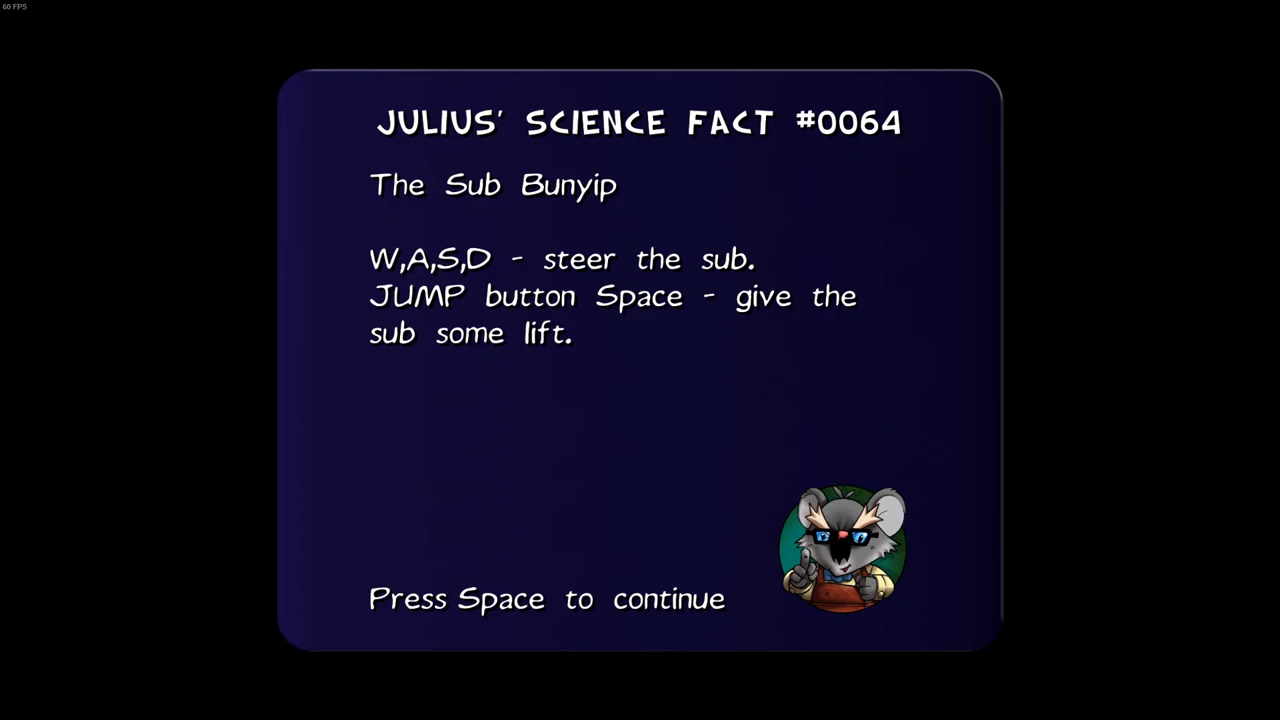 60 FPS
JULIUS' SCIENCE FACT #0064
The Sub Bunyip
W,A,S,D - steer the sub.
JUMP button Space - give the
sub some lift.
Press Space to continue